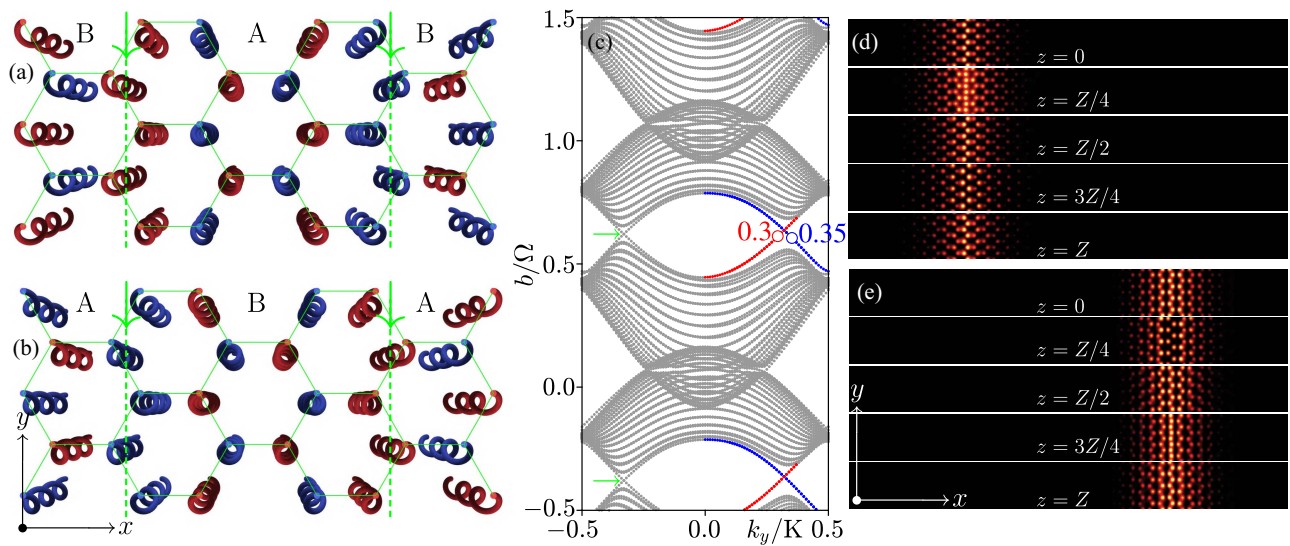 (a)
B A B
(b)
A B A
y
x
(c)
b/Ω
1.5
1.0
0.5
0.0
−0.5
0.3
0.35
−0.5 0.0 k_y/K 0.5
(d)
z = 0
z = Z/4
z = Z/2
z = 3Z/4
z = Z
(e)
z = 0
z = Z/4
z = Z/2
z = 3Z/4
z = Z
y
x